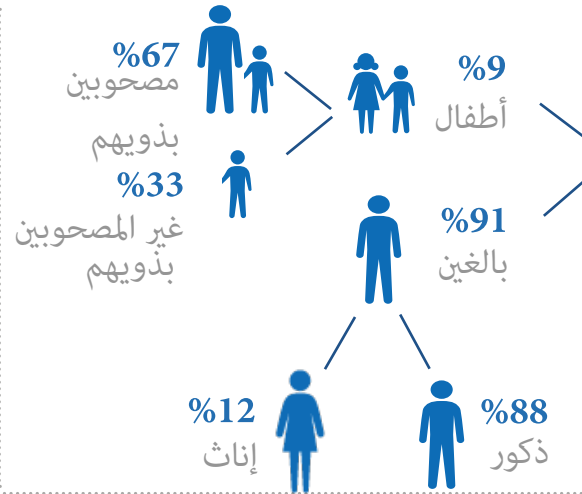 %9
أطفال
%67
مصحوبين
بذويهم
%33
غير المصحوبين
بذويهم
%91
بالغين
%88
ذكور
%12
إناث